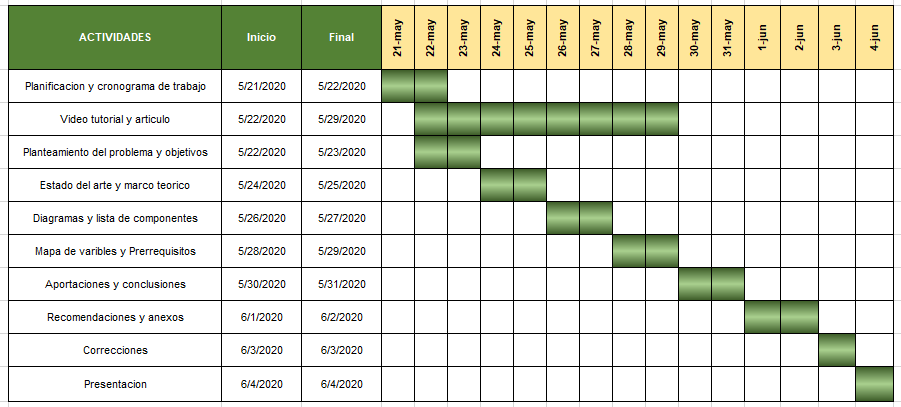 ACTIVIDADES Inicio Final 21-may 22-may 23-may 24-may 25-may 26-may 27-may 28-may 29-may 30-may 31-may 1-jun 2-jun 3-jun 4-jun
Planificacion y cronograma de trabajo 5/21/2020 5/22/2020
Video tutorial y articulo 5/22/2020 5/29/2020
Planteamiento del problema y objetivos 5/22/2020 5/23/2020
Estado del arte y marco teorico 5/24/2020 5/25/2020
Diagramas y lista de componentes 5/26/2020 5/27/2020
Mapa de varibles y Prerrequisitos 5/28/2020 5/29/2020
Aportaciones y conclusiones 5/30/2020 5/31/2020
Recomendaciones y anexos 6/1/2020 6/2/2020
Correcciones 6/3/2020 6/3/2020
Presentacion 6/4/2020 6/4/2020